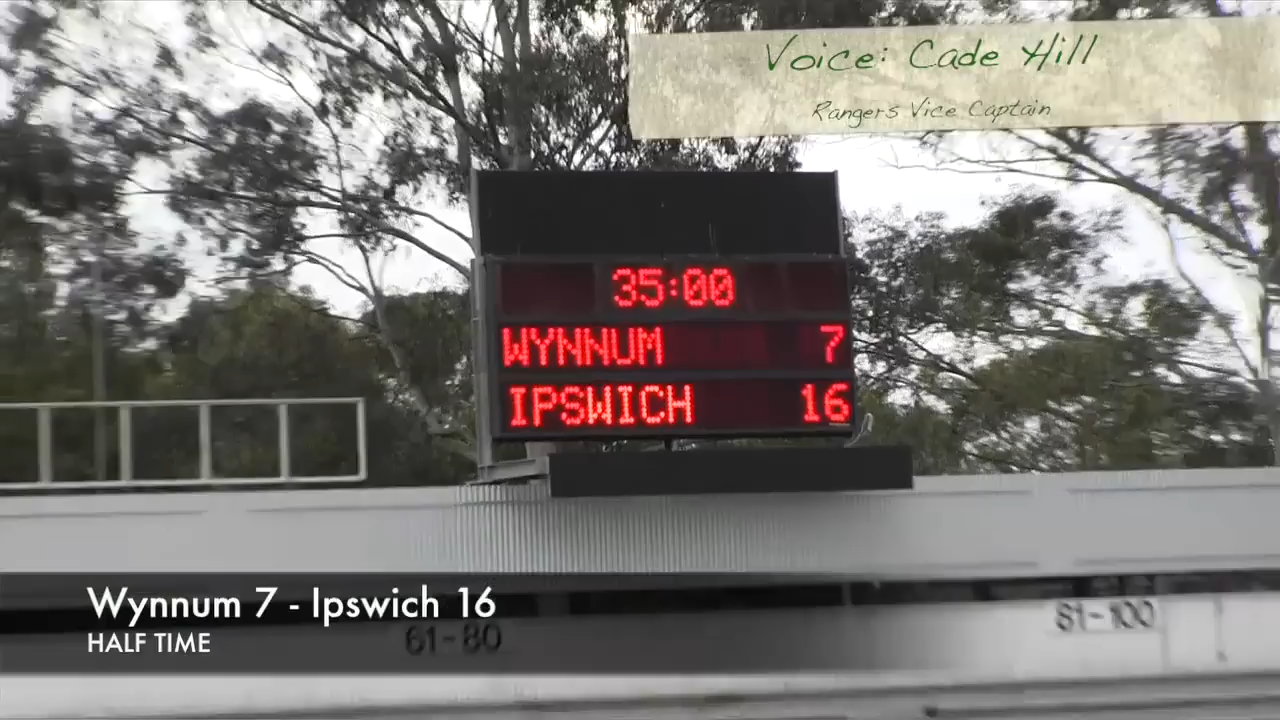 Voice: Cade Hill
Rangers Vice Captain
35:00
WYNNUM 7
IPSWICH 16
Wynnum 7 - Ipswich 16
HALF TIME
61-80
81-100